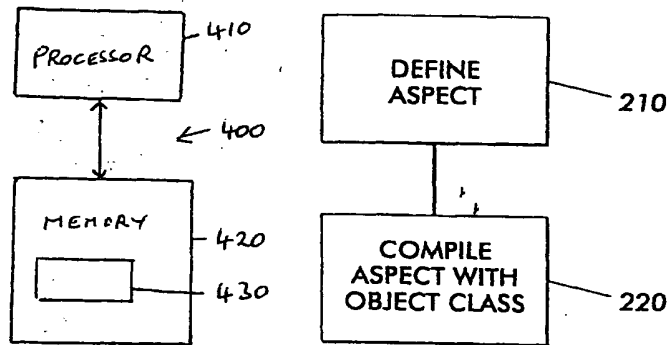 PROCESSOR
410
400
MEMORY
420
430
DEFINE
ASPECT
210
COMPILE
ASPECT WITH
OBJECT CLASS
220